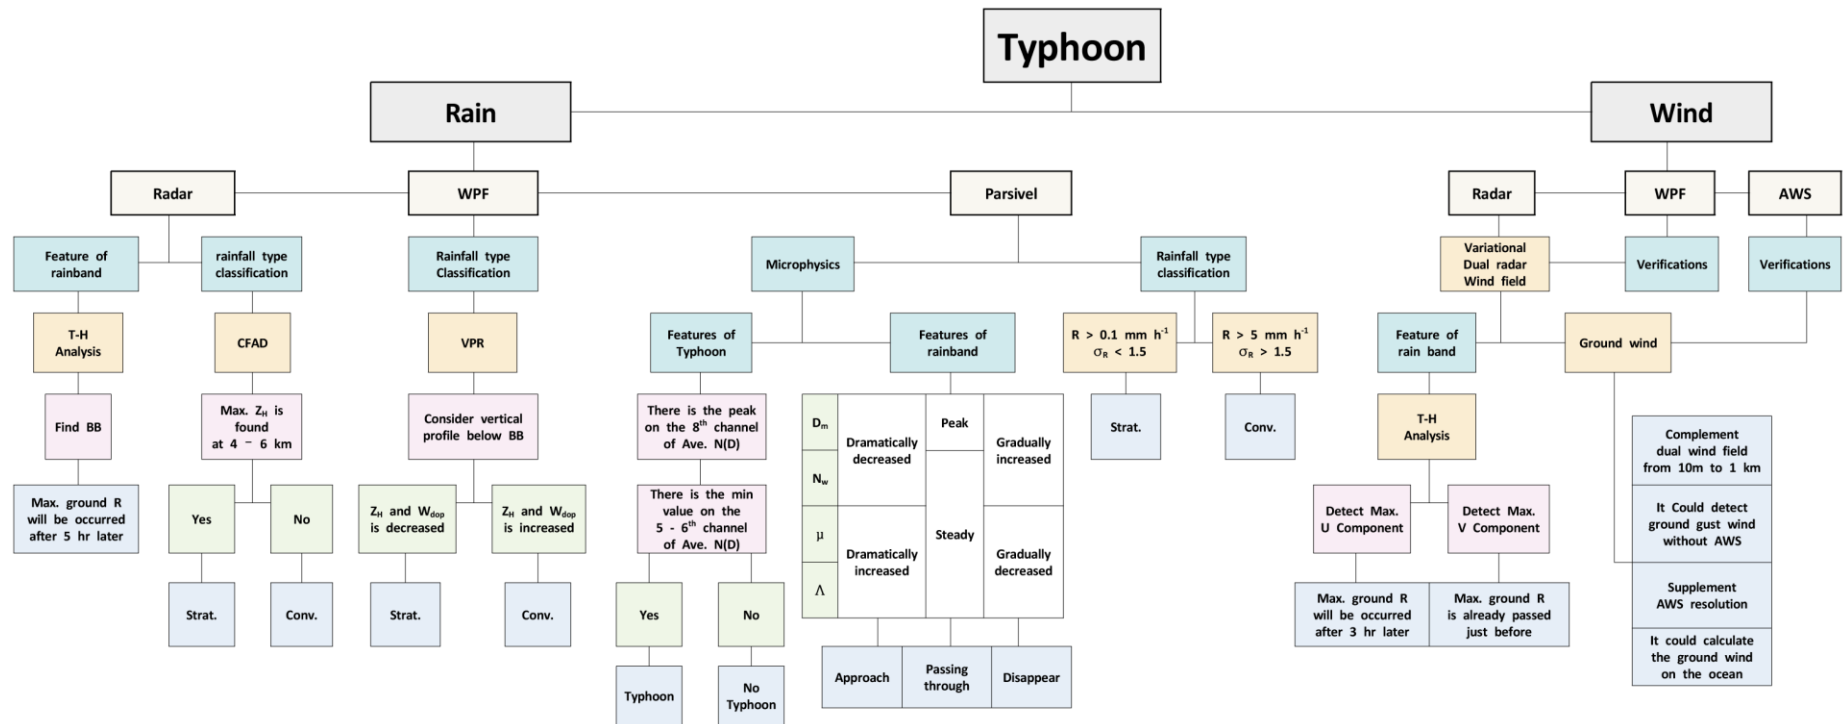 Typhoon
Rain
Wind
Radar
WPF
Parsivel
Radar
WPF
AWS
Feature of
rainband
rainfall type
classification
Rainfall type
Classification
Microphysics
Rainfall type
classification
Variational
Dual radar
Wind field
Verifications
Verifications
T-H
Analysis
CFAD
VPR
Features of
Typhoon
Features of
rainband
R > 0.1 mm h⁻¹
σR < 1.5
R > 5 mm h⁻¹
σR > 1.5
Feature of
rain band
Ground wind
Find BB
Max. ZH is
found
at 4 – 6 km
Consider vertical
profile below BB
There is the peak
on the 8th channel
of Ave. N(D)
Dm
Nw
μ
Λ
Dramatically
decreased
Dramatically
increased
Peak
Steady
Gradually
increased
Gradually
decreased
Strat.
Conv.
T-H
Analysis
Complement
dual wind field
from 10m to 1 km
It Could detect
ground gust wind
without AWS
Supplement
AWS resolution
It could calculate
the ground wind
on the ocean
Max. ground R
will be occurred
after 5 hr later
Yes
No
ZH and Wdop
is decreased
ZH and Wdop
is increased
There is the min
value on the
5 - 6th channel
of Ave. N(D)
Detect Max.
U Component
Detect Max.
V Component
Strat.
Conv.
Strat.
Conv.
Yes
No
Max. ground R
will be occurred
after 3 hr later
Max. ground R
is already passed
just before
Typhoon
No
Typhoon
Approach
Passing
through
Disappear